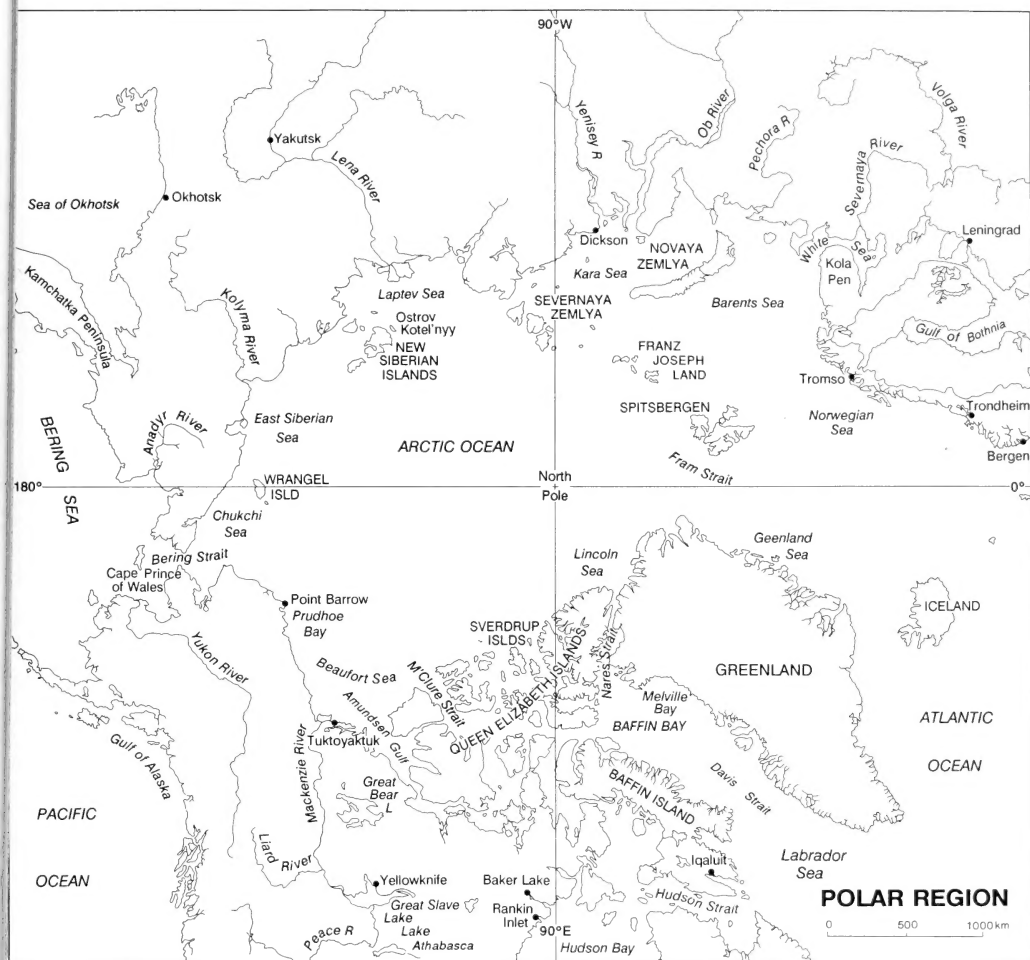 90°W
Yakutsk
Lena River
Yenisey R
Ob River
Pechora R
Volga River
Severnaya River
Sea of Okhotsk
Okhotsk
Leningrad
Dickson
NOVAYA
ZEMLYA
White Sea
Kola
Pen
Kara Sea
Kamchatka Peninsula
Kolyma River
Laptev Sea
SEVERNAYA
ZEMLYA
Barents Sea
Ostrov
Kotel'nyy
NEW
SIBERIAN
ISLANDS
Gulf of Bothnia
FRANZ
JOSEPH
LAND
Tromso
SPITSBERGEN
Norwegian
Sea
Trondheim
Bergen
BERING
SEA
Anadyr River
East Siberian
Sea
ARCTIC OCEAN
Fram Strait
180°
North
Pole
0°
WRANGEL
ISLD
Chukchi
Sea
Bering Strait
Cape Prince
of Wales
Lincoln
Sea
Geenland
Sea
Point Barrow
Prudhoe
Bay
ICELAND
SVERDRUP
ISLDS
Yukon River
Beaufort Sea
M'Clure Strait
QUEEN ELIZABETH ISLANDS
Nares Strait
GREENLAND
Melville
Bay
BAFFIN BAY
ATLANTIC
OCEAN
Amundsen Gulf
Tuktoyaktuk
Gulf of Alaska
Mackenzie River
Great
Bear
L
BAFFIN ISLAND
Davis Strait
PACIFIC
OCEAN
Liard River
Yellowknife
Baker Lake
Iqaluit
Labrador
Sea
Great Slave
Lake
Rankin
Inlet
Hudson Strait
POLAR REGION
Peace R
Lake
Athabasca
90°E
Hudson Bay
0 500 1000 km